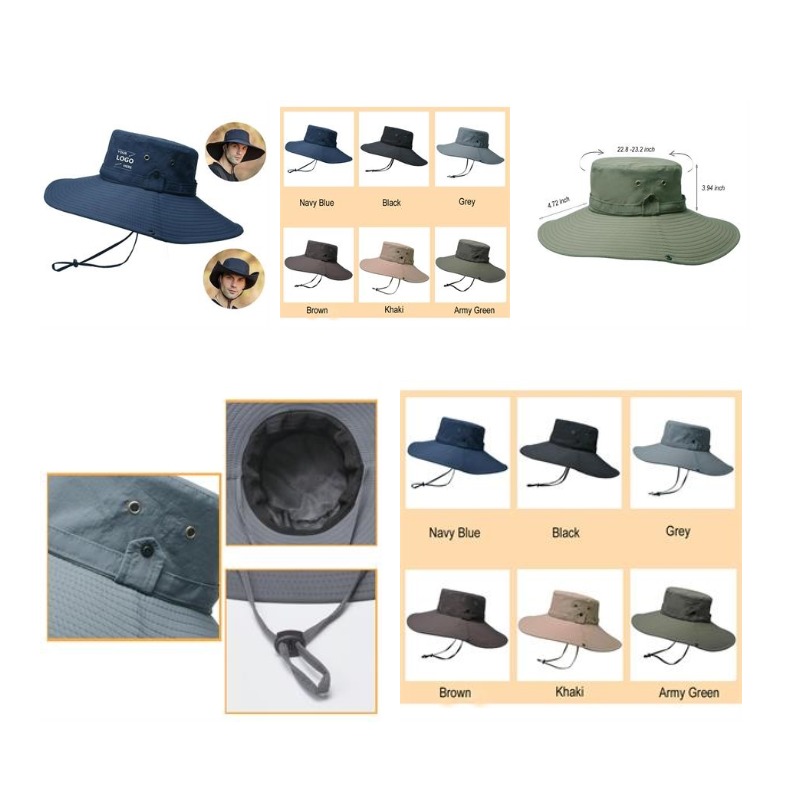 YOUR
LOGO
HERE
Navy Blue
Black
Grey
Brown
Khaki
Army Green
22.8 -23.2 inch
3.94 inch
4.72 inch
Navy Blue
Black
Grey
Brown
Khaki
Army Green